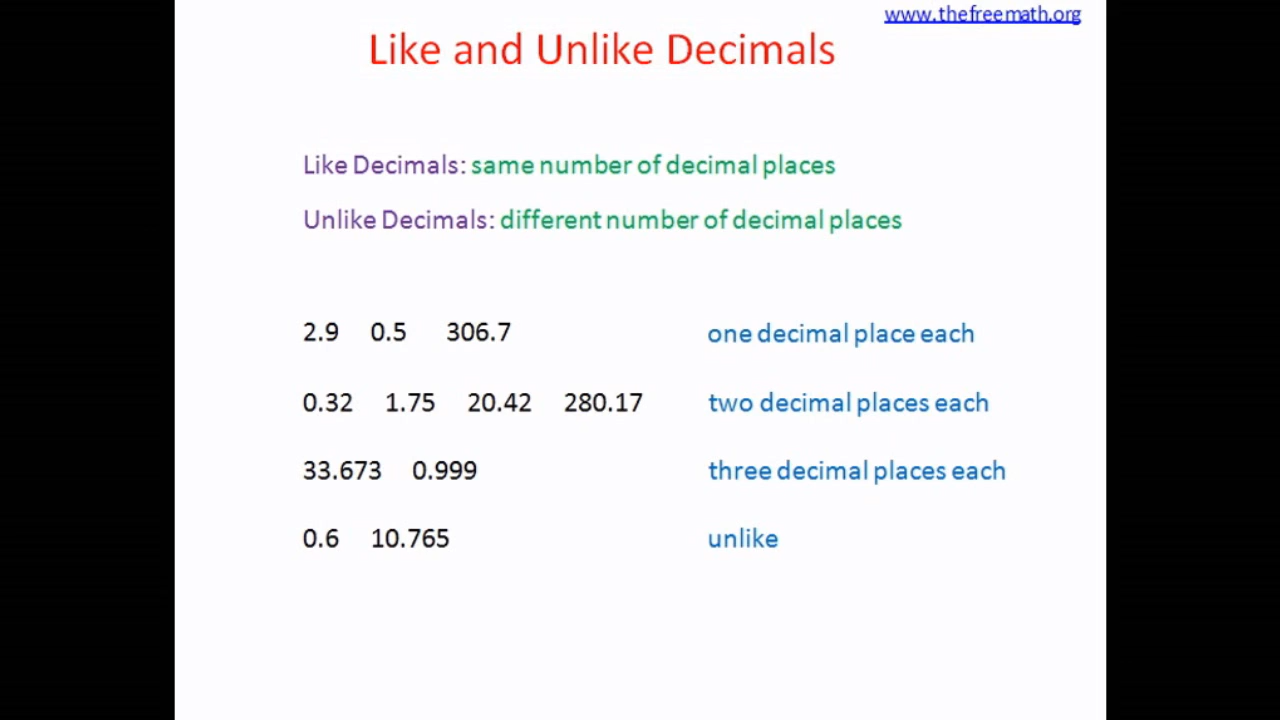 www.thefreemath.org
Like and Unlike Decimals
Like Decimals: same number of decimal places
Unlike Decimals: different number of decimal places
2.9 0.5 306.7 one decimal place each
0.32 1.75 20.42 280.17 two decimal places each
33.673 0.999 three decimal places each
0.6 10.765 unlike